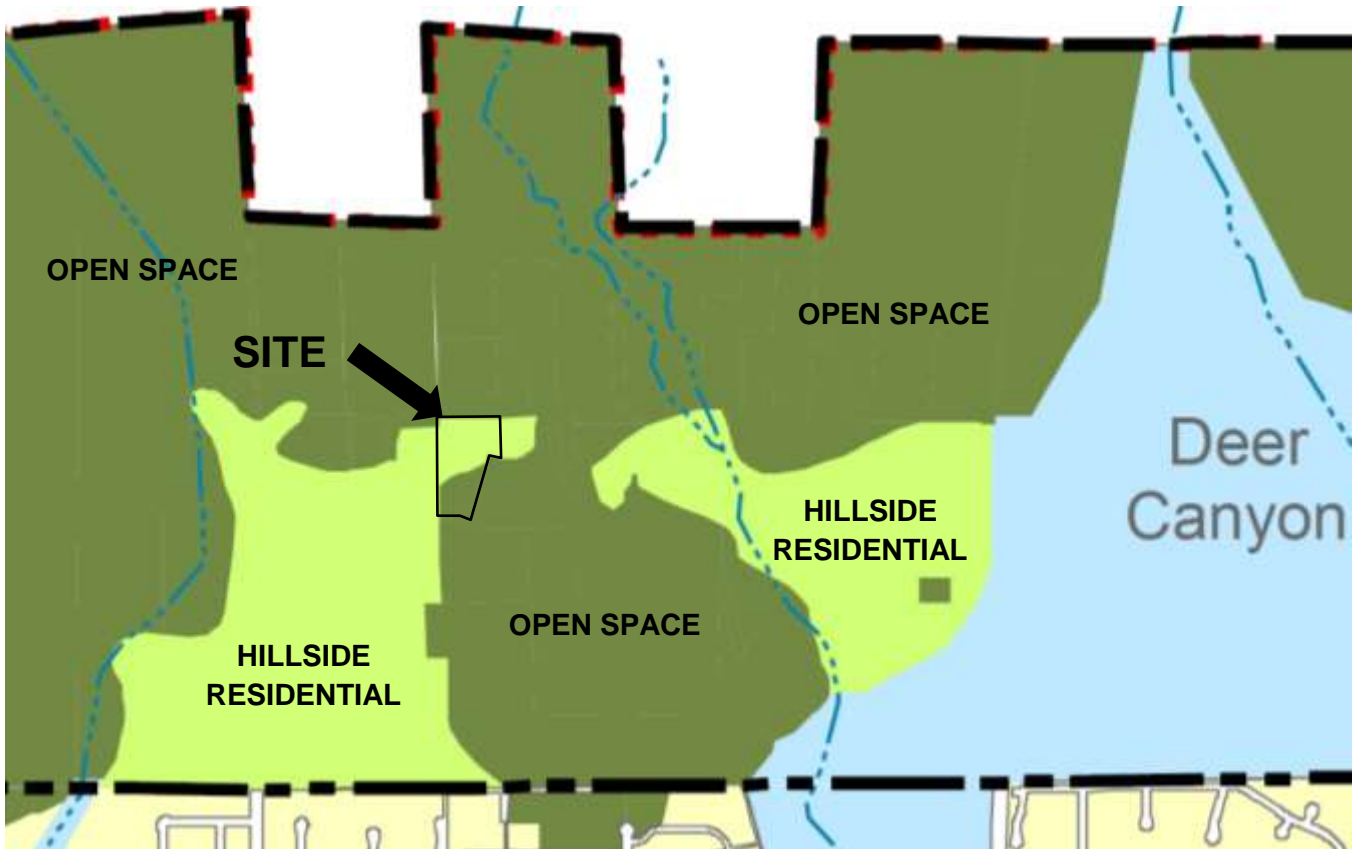 OPEN SPACE
OPEN SPACE
SITE
Deer
Canyon
HILLSIDE
RESIDENTIAL
OPEN SPACE
HILLSIDE
RESIDENTIAL